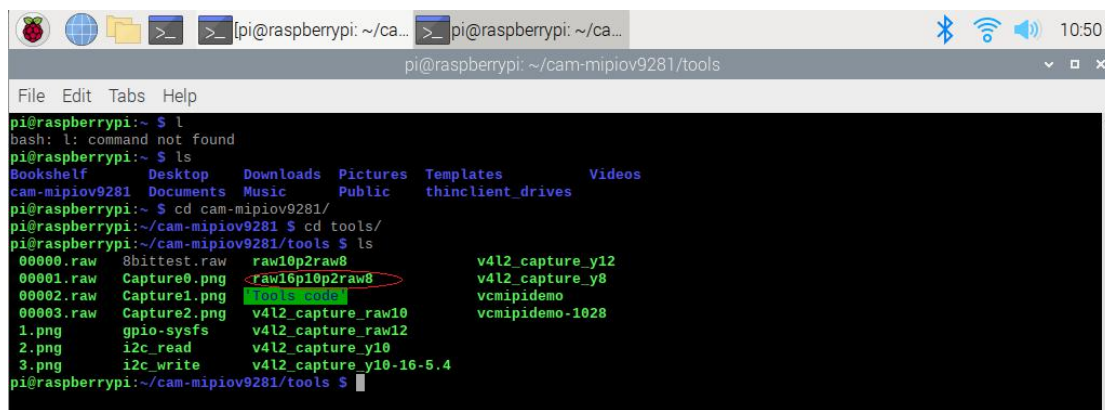 [pi@raspberrypi: ~/ca... pi@raspberrypi: ~/ca... 10:50
pi@raspberrypi: ~/cam-mipiov9281/tools
File Edit Tabs Help
pi@raspberrypi:~ $ l
bash: l: command not found
pi@raspberrypi:~ $ ls
Bookshelf Desktop Downloads Pictures Templates Videos
cam-mipiov9281 Documents Music Public thinclient_drives
pi@raspberrypi:~ $ cd cam-mipiov9281/
pi@raspberrypi:~/cam-mipiov9281 $ cd tools/
pi@raspberrypi:~/cam-mipiov9281/tools $ ls
00000.raw 8bittest.raw raw10p2raw8 v4l2_capture_y12
00001.raw Capture0.png raw16p10p2raw8 v4l2_capture_y8
00002.raw Capture1.png 'Tools code' vcmipidemo
00003.raw Capture2.png v4l2_capture_raw10 vcmipidemo-1028
1.png gpio-sysfs v4l2_capture_raw12
2.png i2c_read v4l2_capture_y10
3.png i2c_write v4l2_capture_y10-16-5.4
pi@raspberrypi:~/cam-mipiov9281/tools $